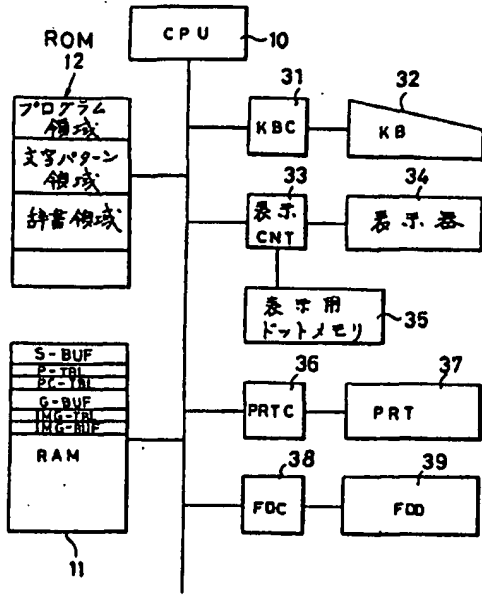 CPU
10
ROM
12
プログラム
領域
文字パターン
領域
辞書領域
31
KBC
32
KB
33
表示
CNT
34
表示器
表示用
ドットメモリ
35
S-BUF
P-TBL
PC-TBL
G-BUF
IMG-TBL
IMG-BUF
RAM
11
36
PRTC
37
PRT
38
FDC
39
FDD